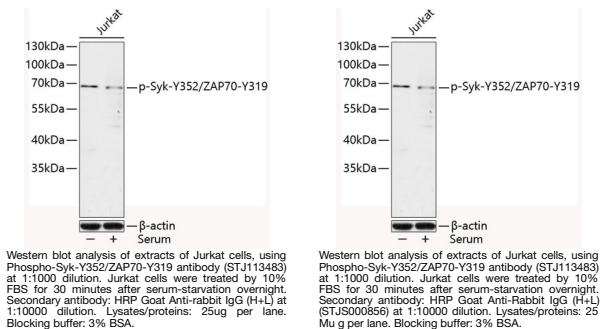 Jurkat
130kDa
100kDa
70kDa
55kDa
40kDa
35kDa
p-Syk-Y352/ZAP70-Y319
β-actin
− +
Serum
Western blot analysis of extracts of Jurkat cells, using
Phospho-Syk-Y352/ZAP70-Y319 antibody (STJ113483)
at 1:1000 dilution. Jurkat cells were treated by 10%
FBS for 30 minutes after serum-starvation overnight.
Secondary antibody: HRP Goat Anti-rabbit IgG (H+L) at
1:10000 dilution. Lysates/proteins: 25ug per lane.
Blocking buffer: 3% BSA.
Jurkat
130kDa
100kDa
70kDa
55kDa
40kDa
35kDa
p-Syk-Y352/ZAP70-Y319
β-actin
− +
Serum
Western blot analysis of extracts of Jurkat cells, using
Phospho-Syk-Y352/ZAP70-Y319 antibody (STJ113483)
at 1:1000 dilution. Jurkat cells were treated by 10%
FBS for 30 minutes after serum-starvation overnight.
Secondary antibody: HRP Goat Anti-Rabbit IgG (H+L)
(STJS000856) at 1:10000 dilution. Lysates/proteins: 25
Mu g per lane. Blocking buffer: 3% BSA.